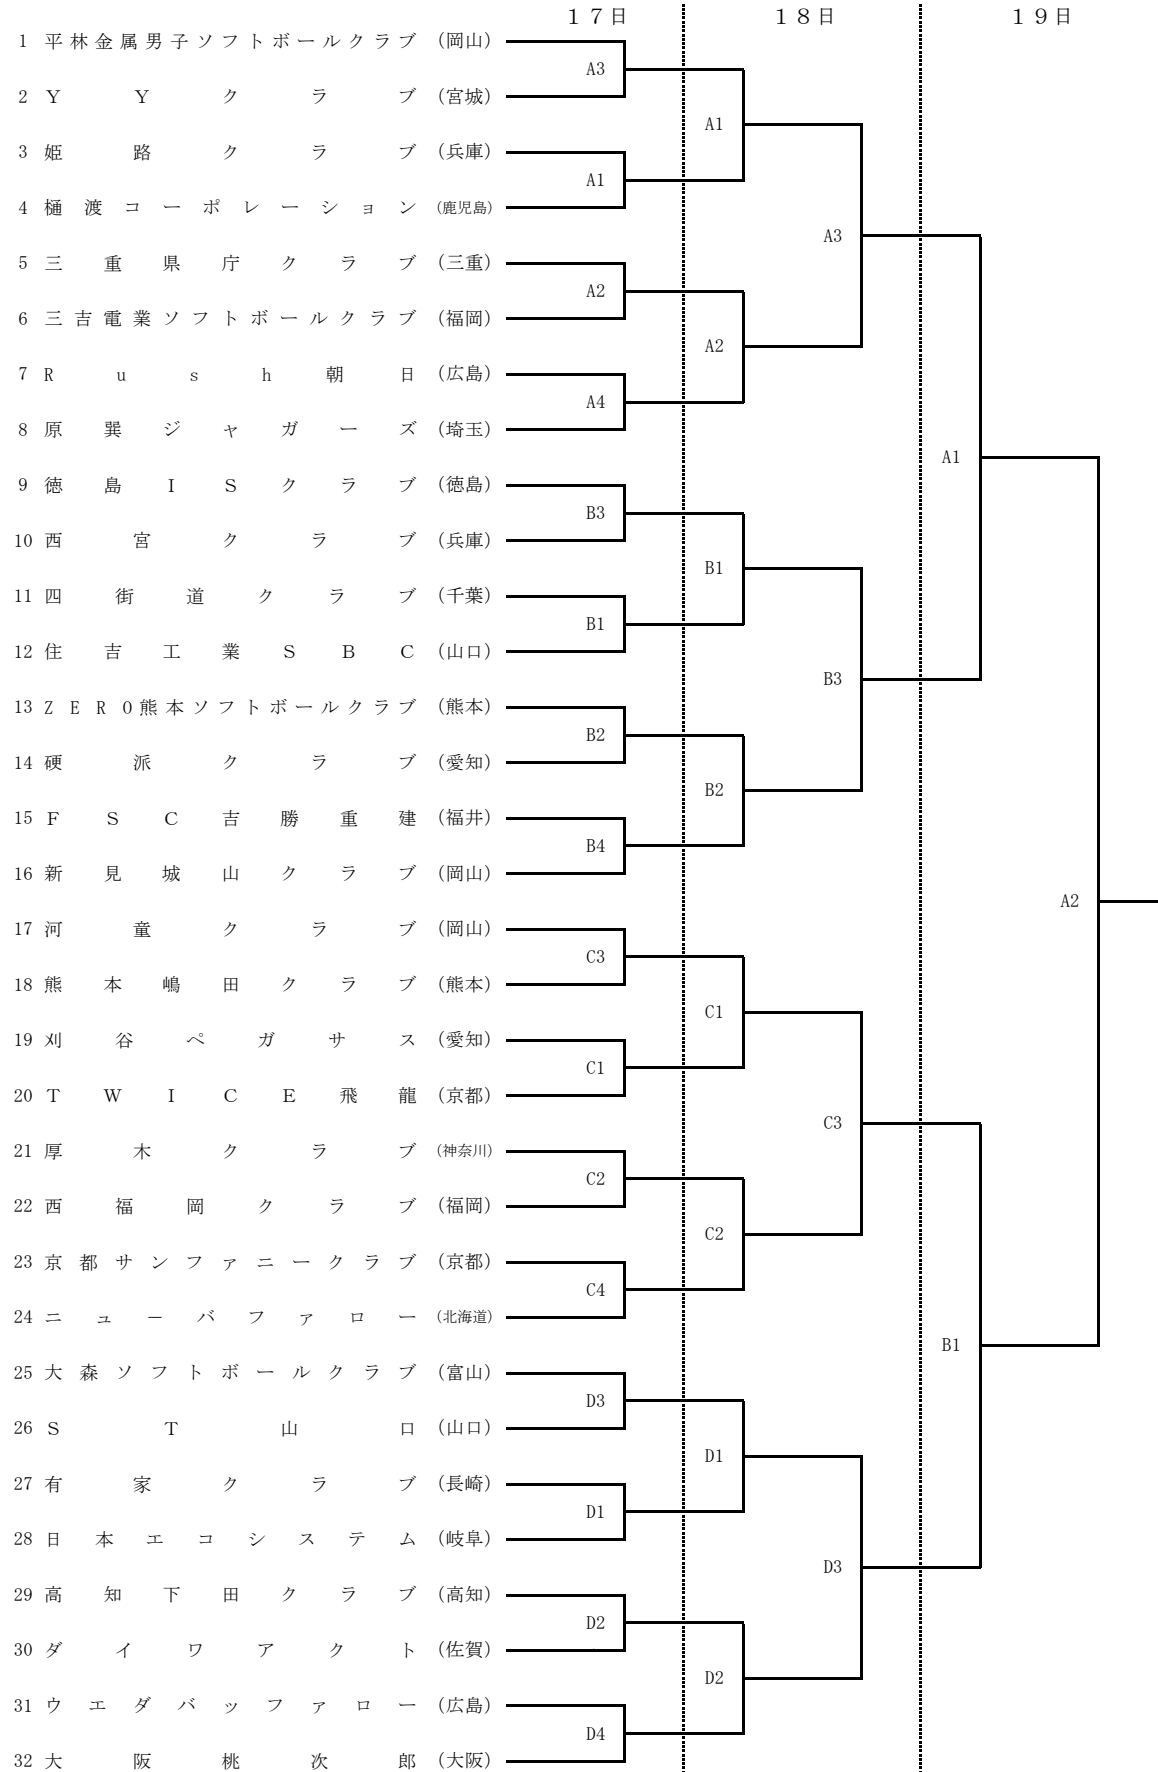 17日 18日 19日
1 平林金属男子ソフトボールクラブ (岡山)
A3
2 YYクラブ (宮城)
A1
3 姫路クラブ (兵庫)
A1
4 樋渡コーポレーション (鹿児島)
A3
5 三重県庁クラブ (三重)
A2
6 三吉電業ソフトボールクラブ (福岡)
A2
7 Rush朝日 (広島)
A4
8 原巽ジャガーズ (埼玉)
A1
9 徳島ISクラブ (徳島)
B3
10 西宮クラブ (兵庫)
B1
11 四街道クラブ (千葉)
B1
12 住吉工業SBC (山口)
B3
13 ZERO熊本ソフトボールクラブ (熊本)
B2
14 硬派クラブ (愛知)
B2
15 FSC吉勝重建 (福井)
B4
16 新見城山クラブ (岡山)
A2
17 河童クラブ (岡山)
C3
18 熊本嶋田クラブ (熊本)
C1
19 刈谷ペガサス (愛知)
C1
20 TWICE飛龍 (京都)
C3
21 厚木クラブ (神奈川)
C2
22 西福岡クラブ (福岡)
C2
23 京都サンファニークラブ (京都)
C4
24 ニューバファロー (北海道)
B1
25 大森ソフトボールクラブ (富山)
D3
26 ST山口 (山口)
D1
27 有家クラブ (長崎)
D1
28 日本エコシステム (岐阜)
D3
29 高知下田クラブ (高知)
D2
30 ダイワアクト (佐賀)
D2
31 ウエダバッファロー (広島)
D4
32 大阪桃次郎 (大阪)